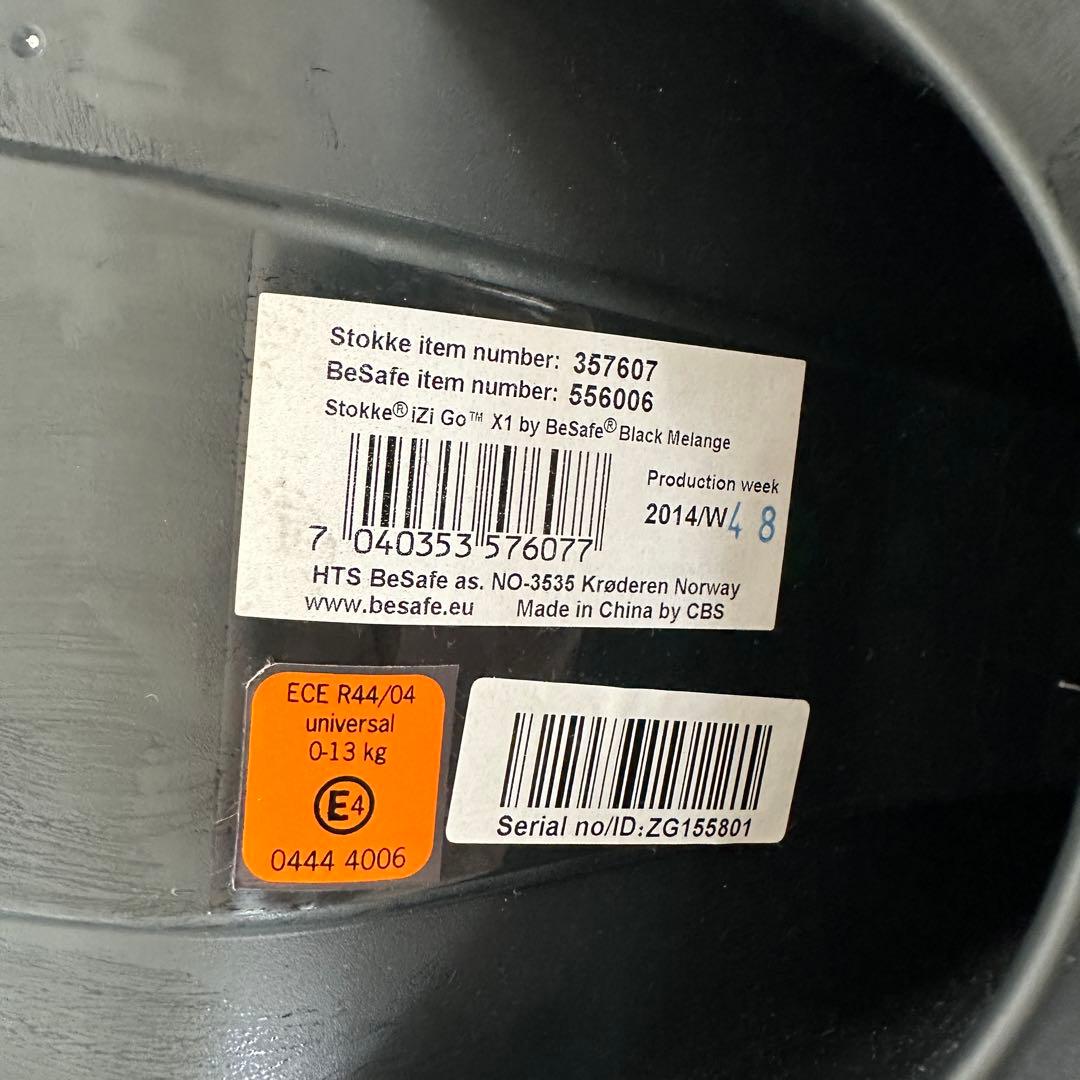 Stokke item number: 357607
BeSafe item number: 556006
Stokke® iZi Go™ X1 by BeSafe® Black Melange
Production week
2014/W48
7 040353 576077
HTS BeSafe as. NO-3535 Krøderen Norway
www.besafe.eu Made in China by CBS
ECE R44/04
universal
0-13 kg
E4
0444 4006
Serial no/ID:ZG155801